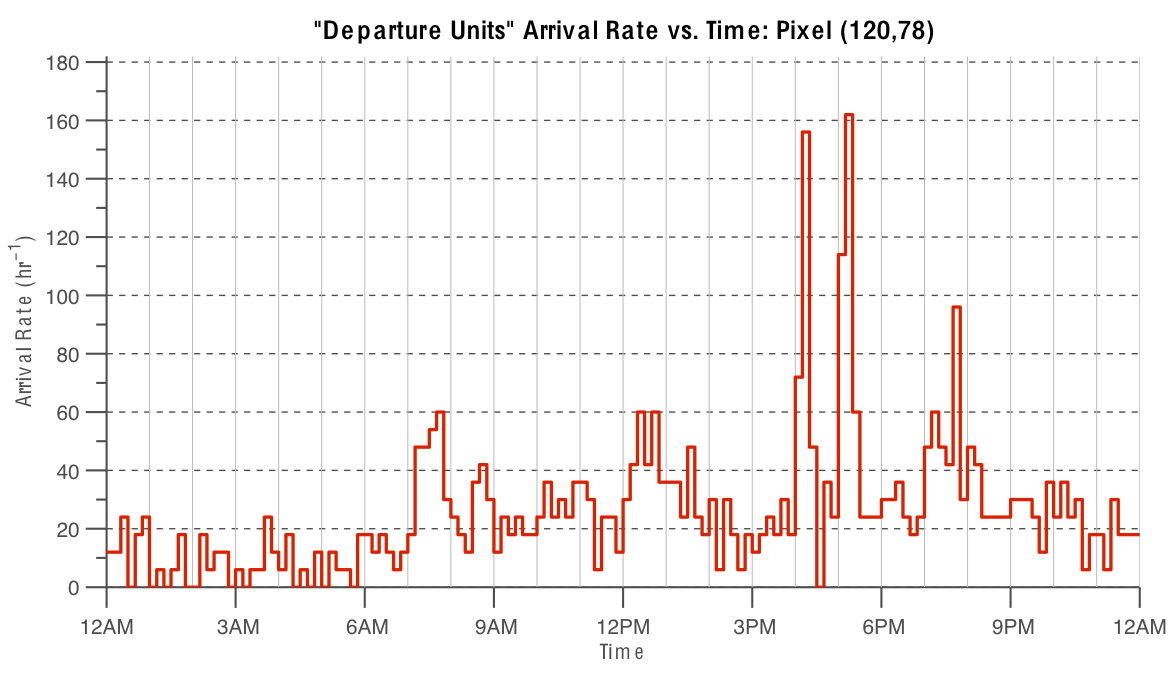 "Departure Units" Arrival Rate vs. Time: Pixel (120,78)
180
160
140
120
100
80
60
40
20
0
Arrival Rate (hr⁻¹)
12AM 3AM 6AM 9AM 12PM 3PM 6PM 9PM 12AM
Time